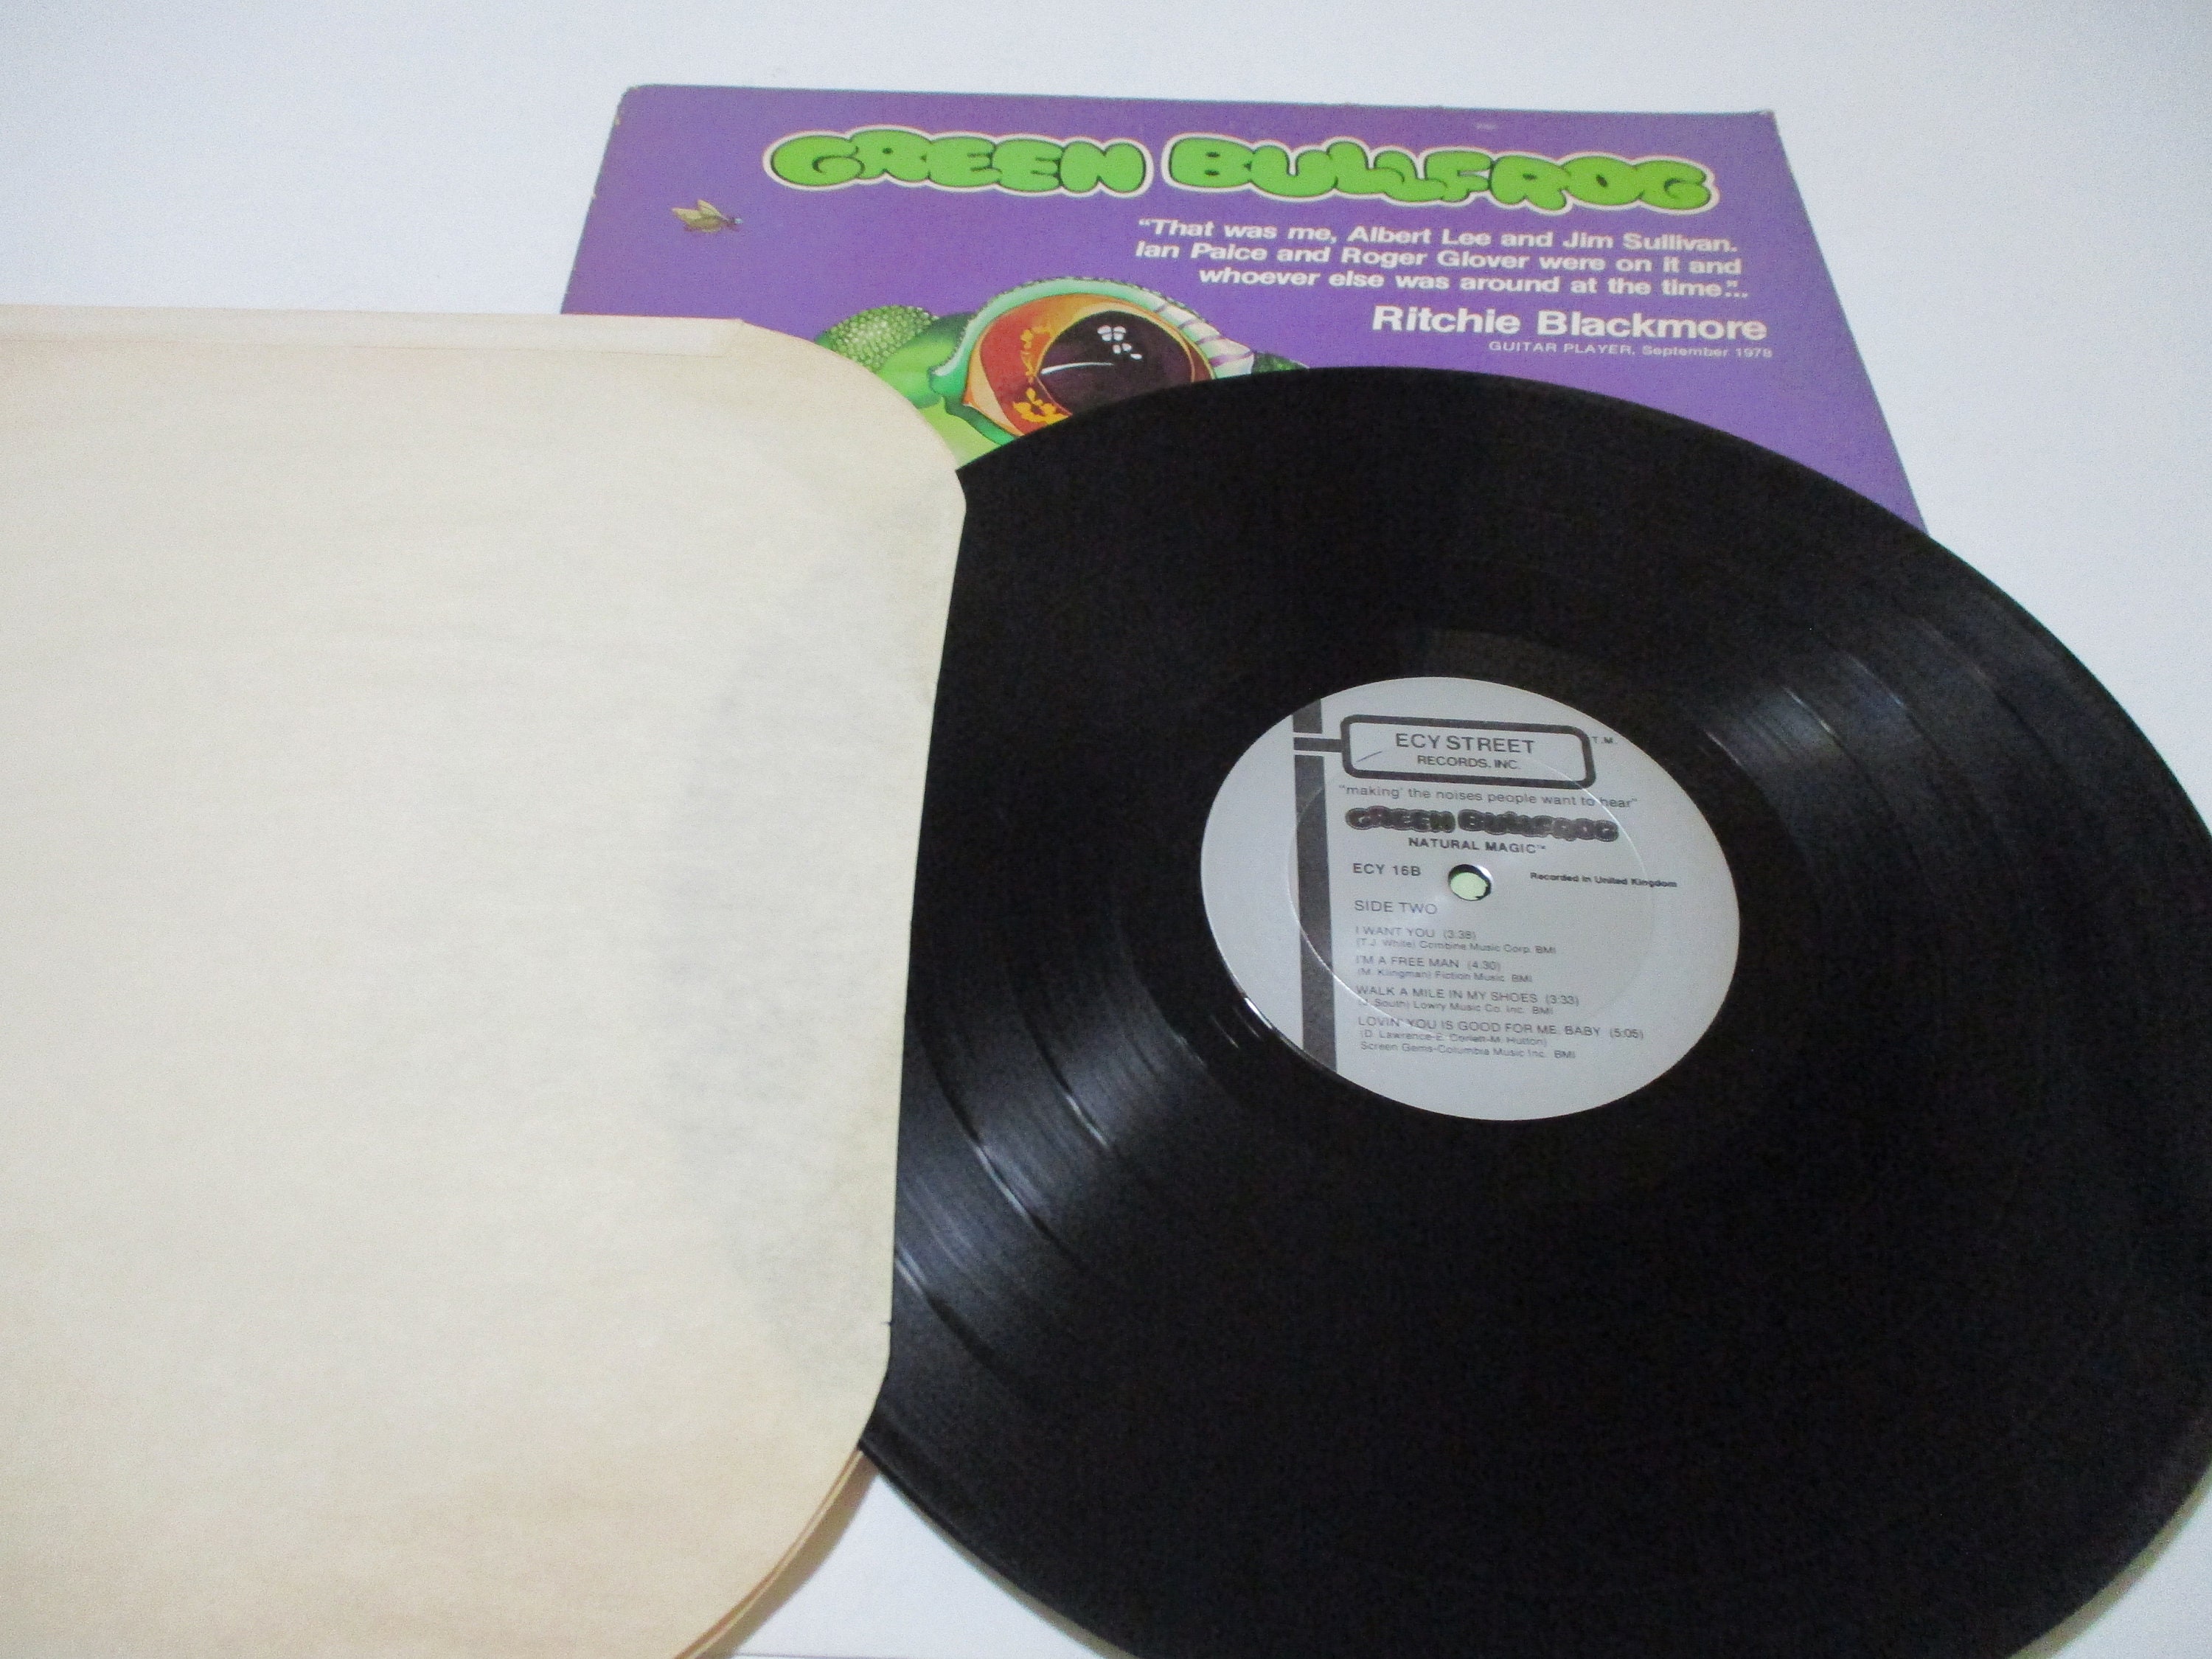 GREEN BULLFROG
"That was me, Albert Lee and Jim Sullivan.
Ian Paice and Roger Glover were on it and
whoever else was around at the time"...
Ritchie Blackmore
GUITAR PLAYER, September 1978
ECY STREET T.M.
RECORDS, INC.
"making' the noises people want to hear"
GREEN BULLFROG
NATURAL MAGIC™
ECY 16B
Recorded in United Kingdom
SIDE TWO
I WANT YOU (3:38)
(T.J. White) Combine Music Corp. BMI
I'M A FREE MAN (4:30)
(M. Klingman) Fiction Music BMI
WALK A MILE IN MY SHOES (3:33)
(J. South) Lowry Music Co. Inc. BMI
LOVIN' YOU IS GOOD FOR ME, BABY (5:05)
(D. Lawrence-E. Corlett-M. Hutton)
Screen Gems-Columbia Music Inc. BMI